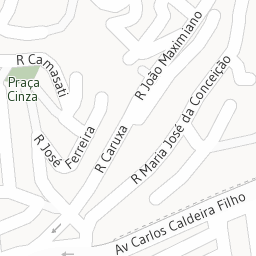 R Camasati
R João Maximiano
Praça
Cinza
R José
Ferreira
R Caruxa
R Maria José da Conceição
Av Carlos Caldeira Filho